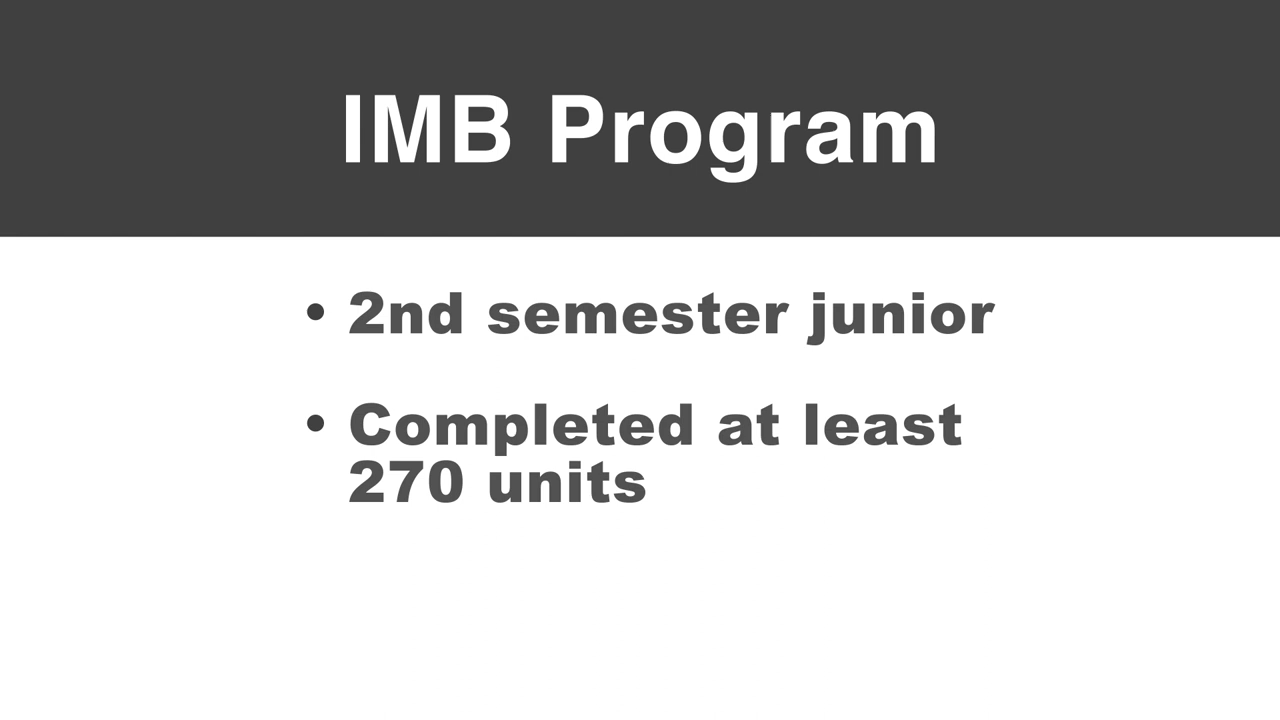 IMB Program
• 2nd semester junior
• Completed at least
270 units